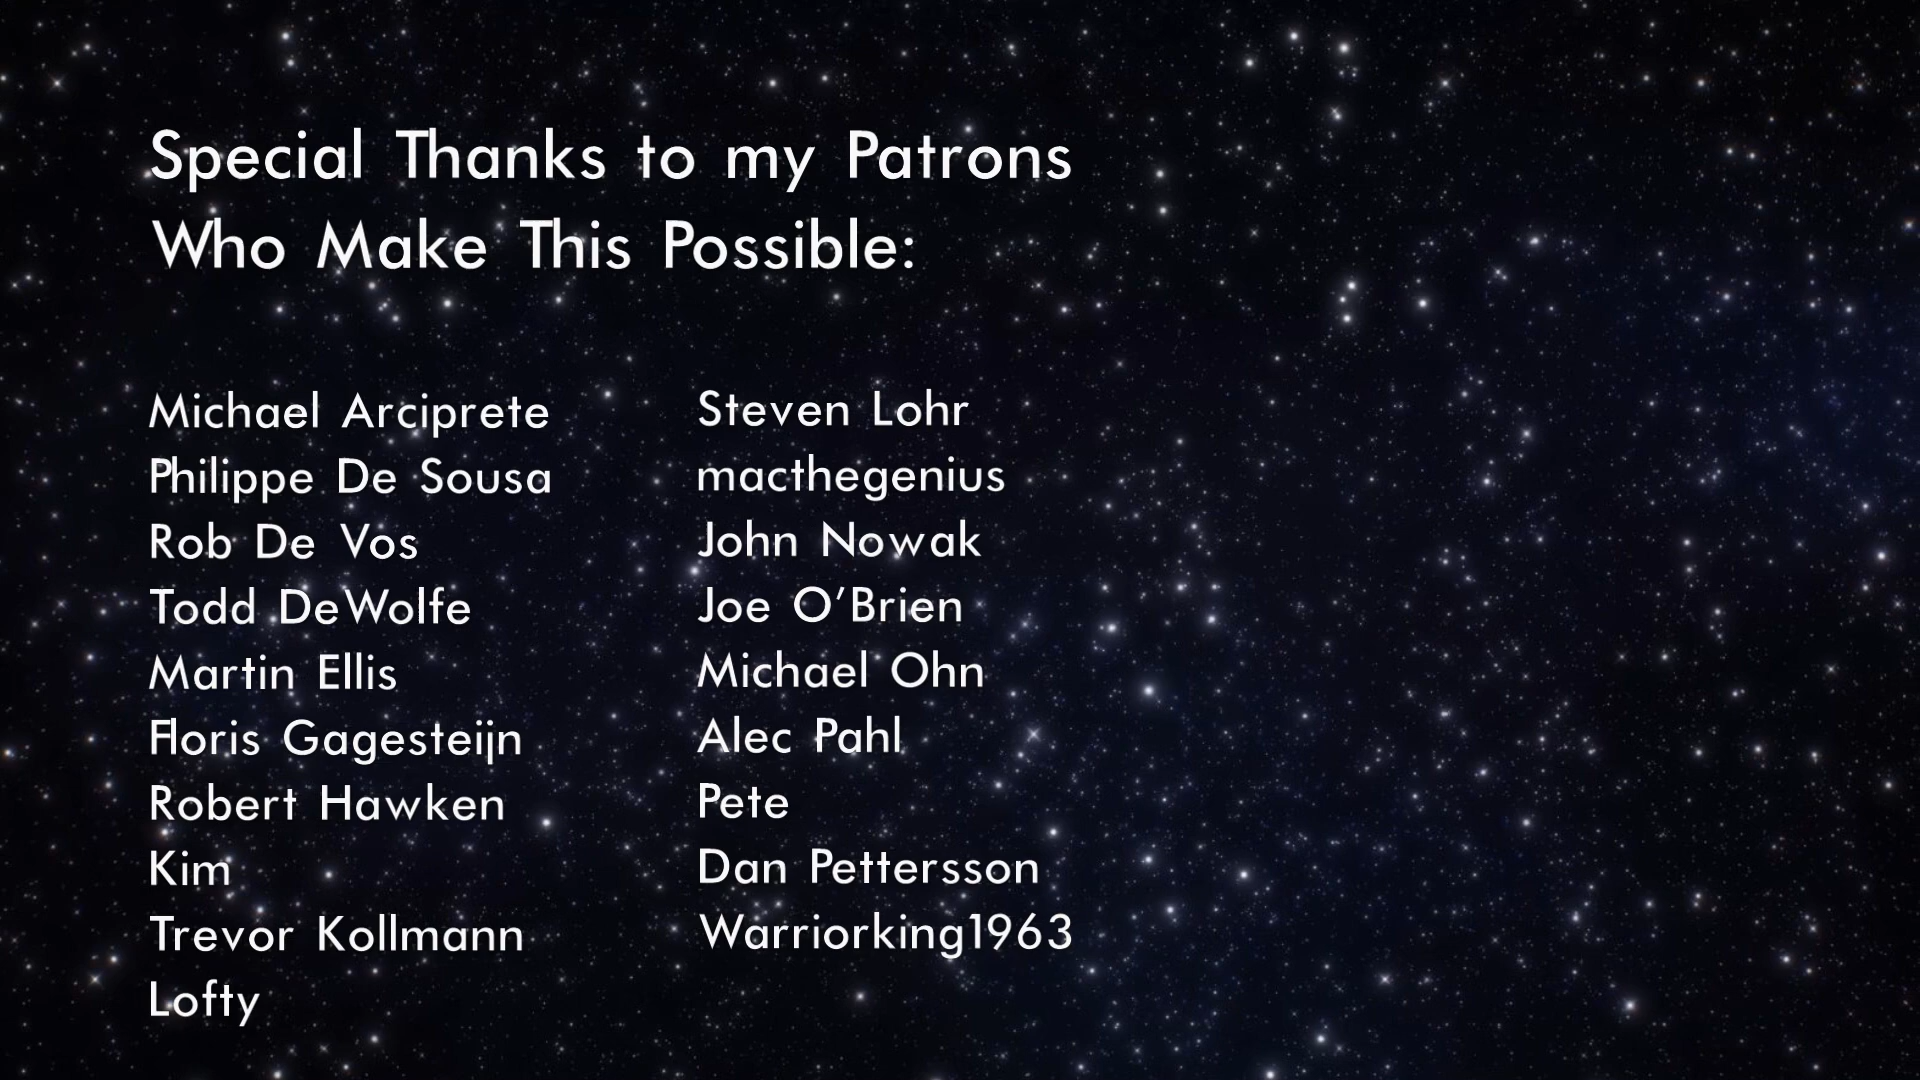 Special Thanks to my Patrons
Who Make This Possible:
Michael Arciprete
Philippe De Sousa
Rob De Vos
Todd DeWolfe
Martin Ellis
Floris Gagesteijn
Robert Hawken
Kim
Trevor Kollmann
Lofty
Steven Lohr
macthegenius
John Nowak
Joe O’Brien
Michael Ohn
Alec Pahl
Pete
Dan Pettersson
Warriorking1963